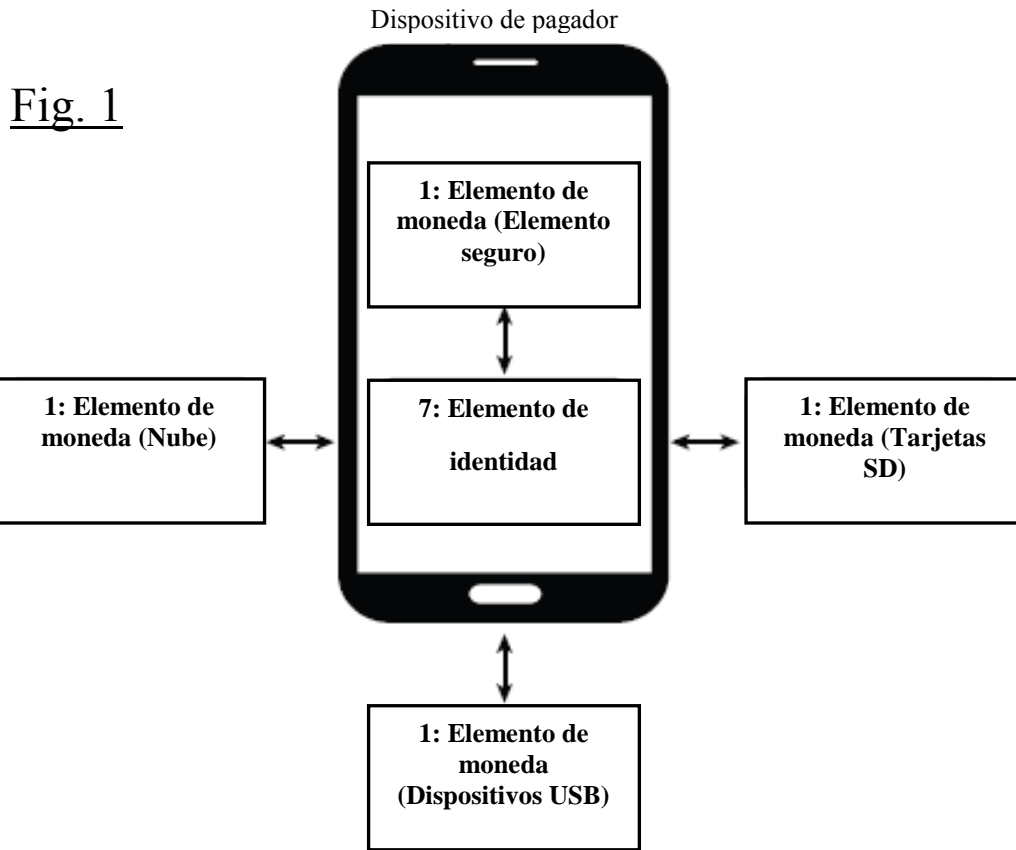 Dispositivo de pagador
Fig. 1
1: Elemento de
moneda (Elemento
seguro)
1: Elemento de
moneda (Nube)
7: Elemento de
identidad
1: Elemento de
moneda (Tarjetas
SD)
1: Elemento de
moneda
(Dispositivos USB)